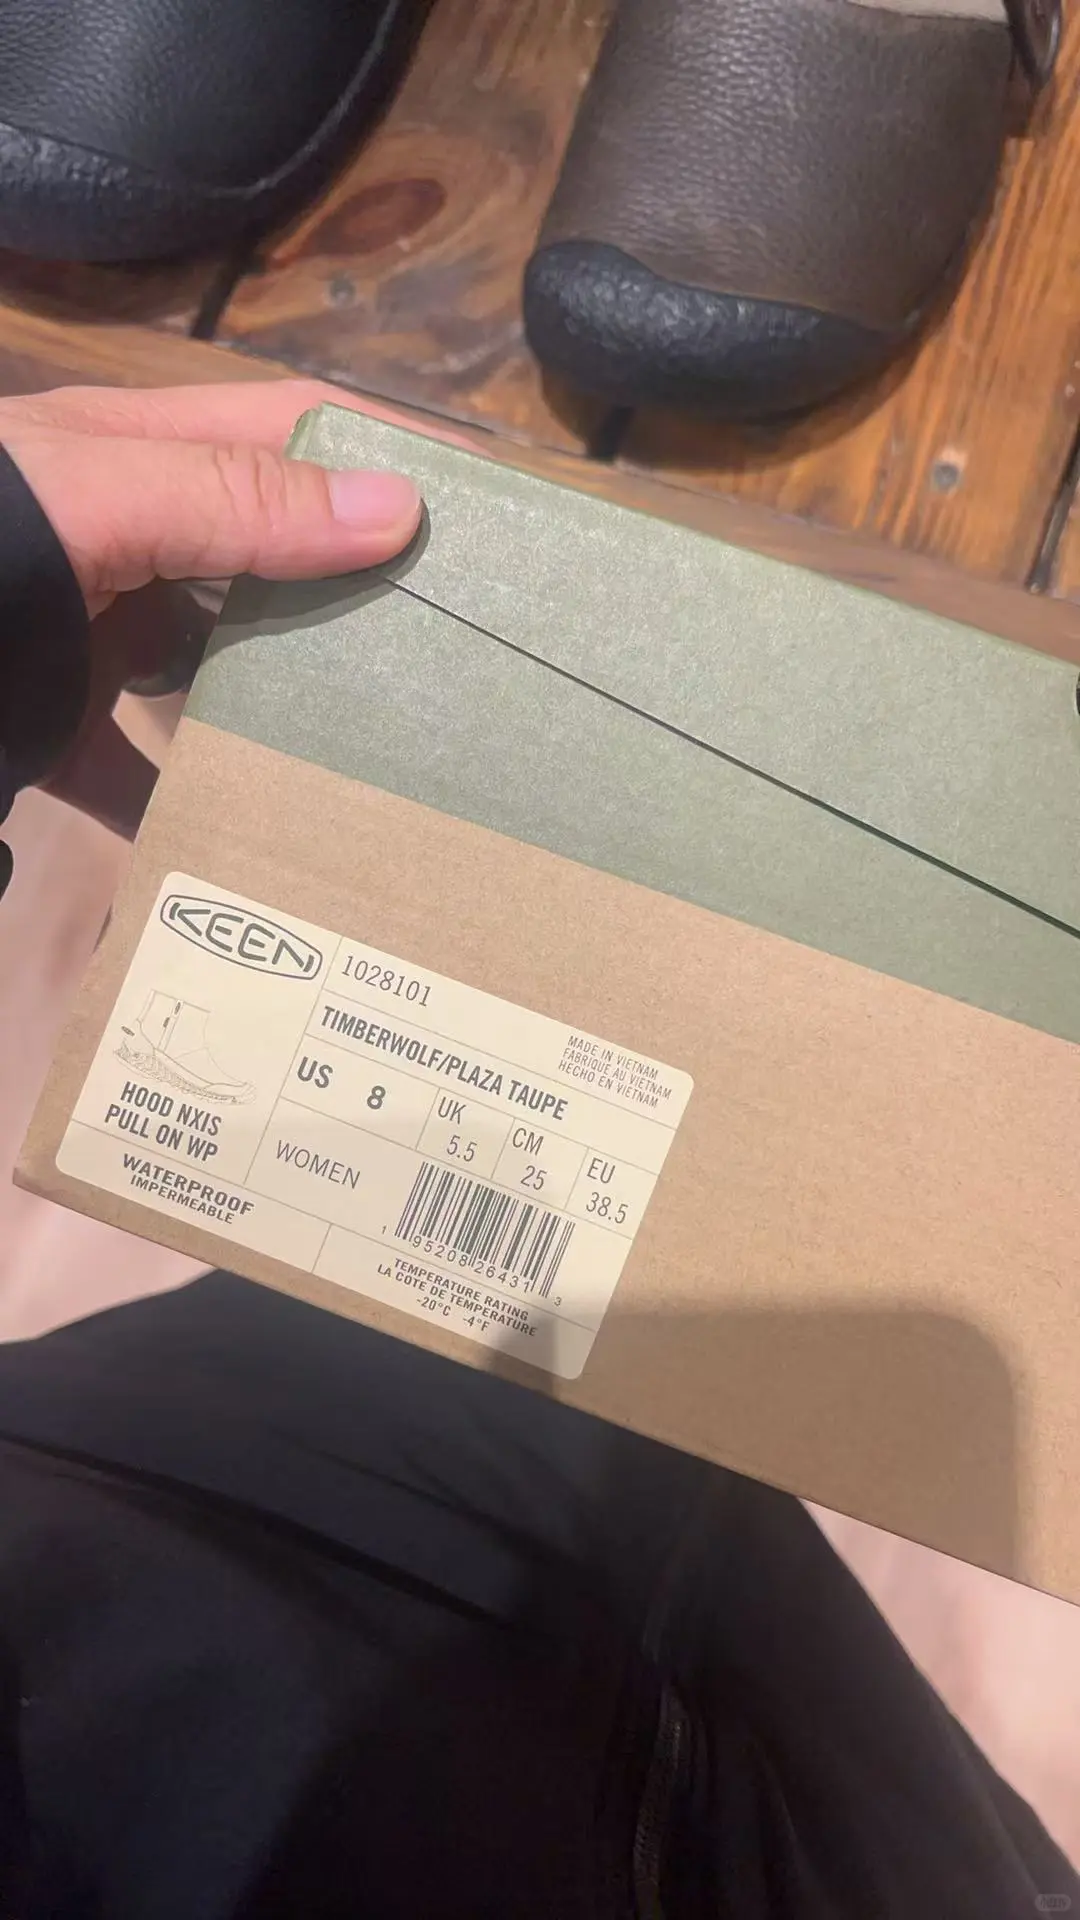 KEEN
1028101
TIMBERWOLF/PLAZA TAUPE
MADE IN VIETNAM
FABRIQUE AU VIETNAM
HECHO EN VIETNAM
HOOD NXIS
PULL ON WP
WATERPROOF
IMPERMEABLE
US 8
UK 5.5
CM 25
EU 38.5
WOMEN
1 95208 26431 3
TEMPERATURE RATING
LA COTE DE TEMPERATURE
-20°C -4°F